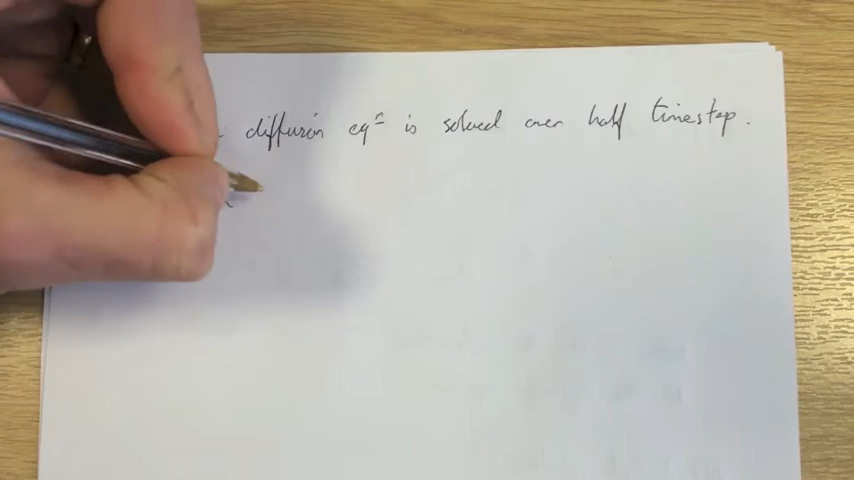 diffusion eqⁿ is solved over half timestep.